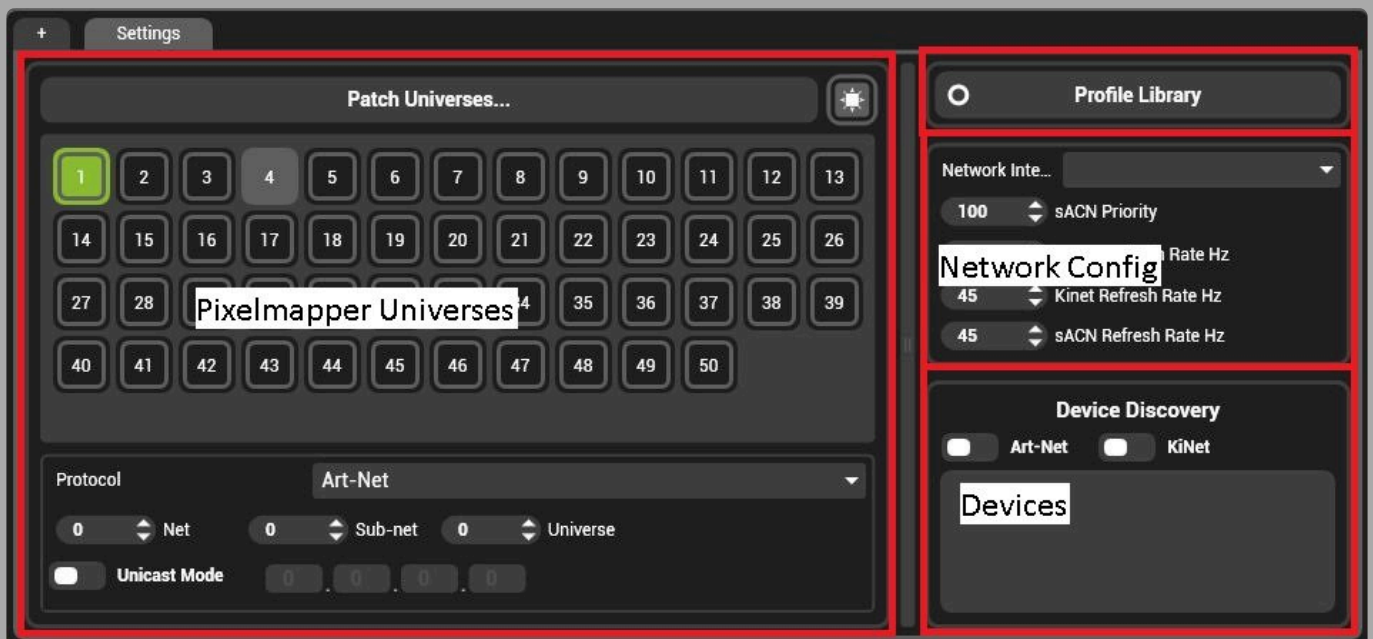 + Settings
Patch Universes...
1 2 3 4 5 6 7 8 9 10 11 12 13
14 15 16 17 18 19 20 21 22 23 24 25 26
27 28 Pixelmapper Universes 4 35 36 37 38 39
40 41 42 43 44 45 46 47 48 49 50
Protocol Art-Net
0 Net 0 Sub-net 0 Universe
Unicast Mode 0 . 0 . 0 . 0
Profile Library
Network Inte...
100 sACN Priority
Rate Hz
Network Config
45 Kinet Refresh Rate Hz
45 sACN Refresh Rate Hz
Device Discovery
Art-Net KiNet
Devices